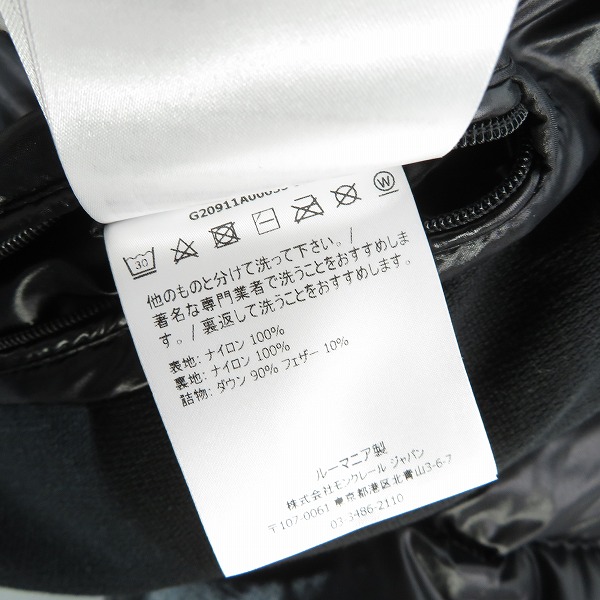 30
W
他のものと分けて洗って下さい。/
著名な専門業者で洗うことをおすすめしま
す。/裏返して洗うことをおすすめします。
表地: ナイロン 100%
裏地: ナイロン 100%
詰物: ダウン 90% フェザー 10%
ルーマニア製
株式会社モンクレール ジャパン
〒107-0061 東京都港区北青山3-6-7
03-5486-2110